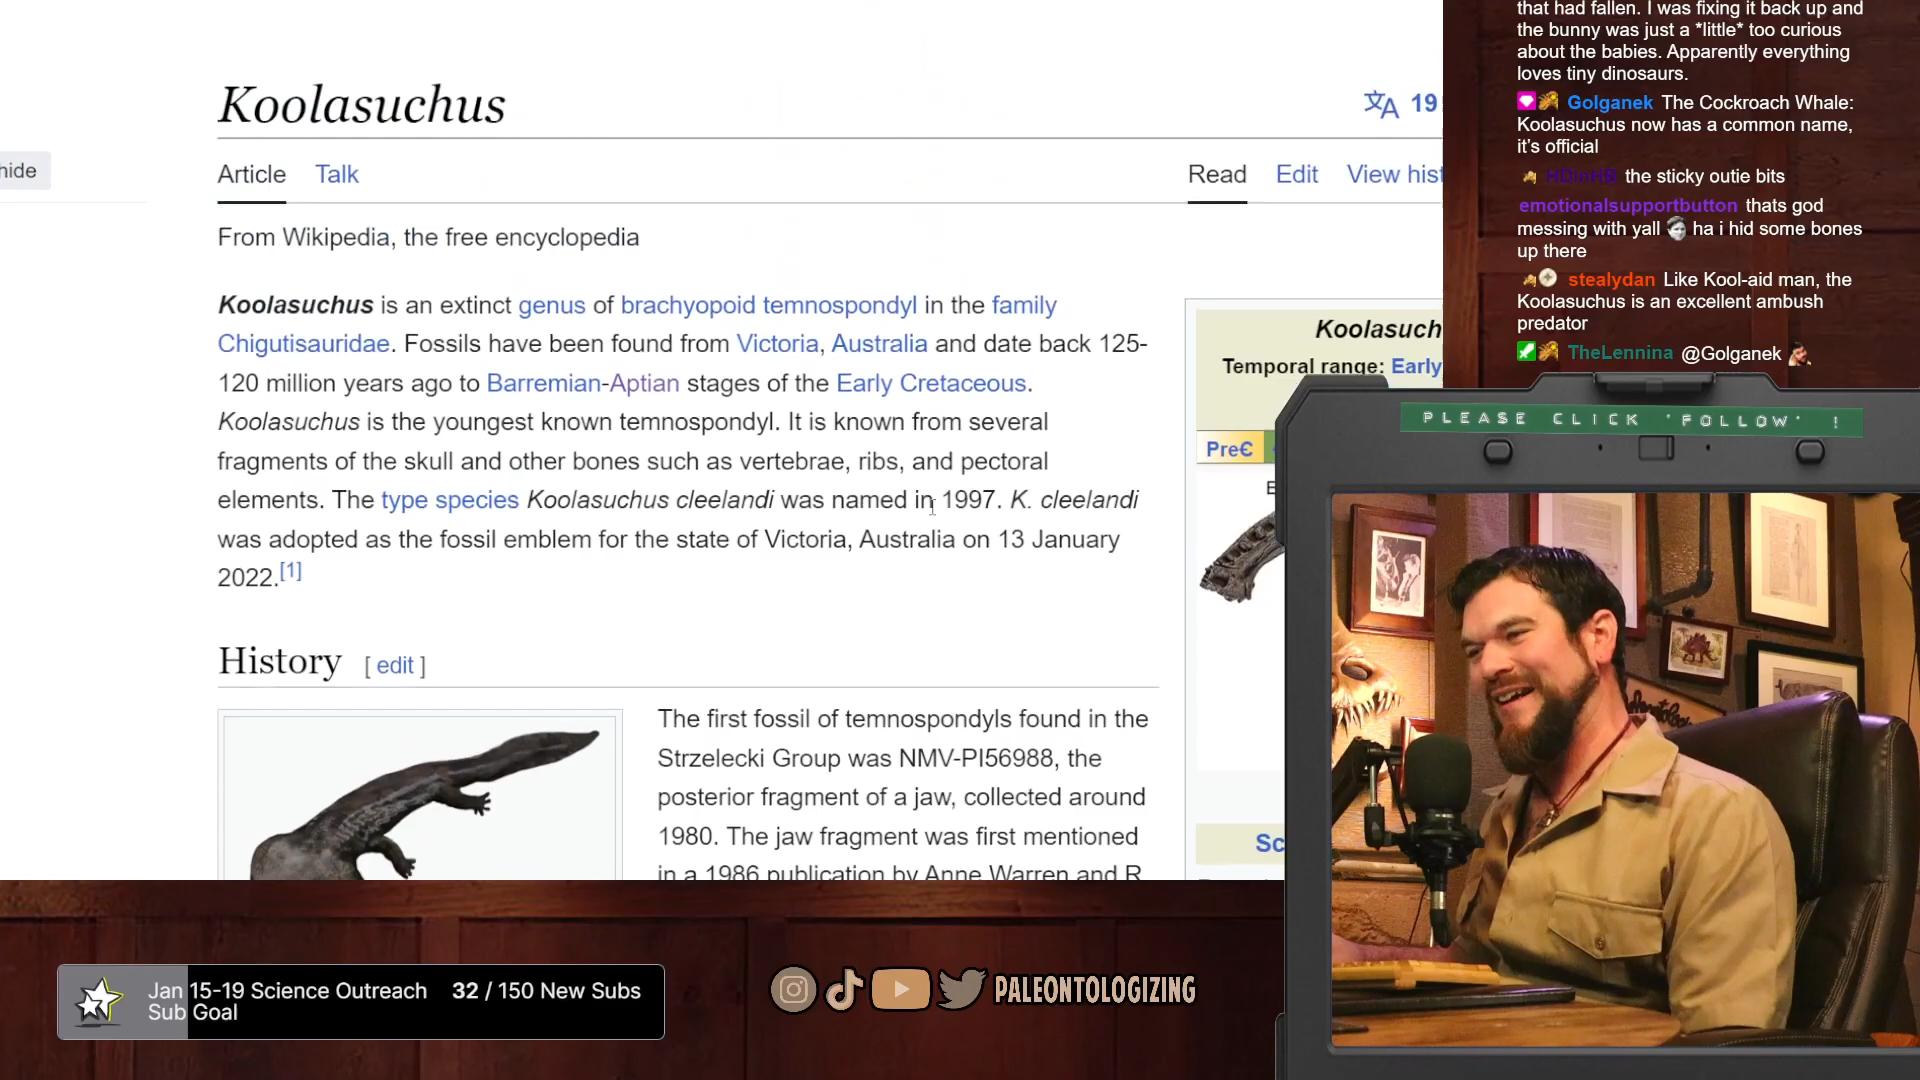 hide
Koolasuchus
19
Article Talk
Read Edit View hist
From Wikipedia, the free encyclopedia
Koolasuchus is an extinct genus of brachyopoid temnospondyl in the family
Chigutisauridae. Fossils have been found from Victoria, Australia and date back 125-
120 million years ago to Barremian-Aptian stages of the Early Cretaceous.
Koolasuchus is the youngest known temnospondyl. It is known from several
fragments of the skull and other bones such as vertebrae, ribs, and pectoral
elements. The type species Koolasuchus cleelandi was named in 1997. K. cleelandi
was adopted as the fossil emblem for the state of Victoria, Australia on 13 January
2022.[1]
Koolasuch
Temporal range: Early
PreЄ
E
Sc
History [ edit ]
The first fossil of temnospondyls found in the
Strzelecki Group was NMV-PI56988, the
posterior fragment of a jaw, collected around
1980. The jaw fragment was first mentioned
in a 1986 publication by Anne Warren and R.
that had fallen. I was fixing it back up and
the bunny was just a *little* too curious
about the babies. Apparently everything
loves tiny dinosaurs.
Golganek The Cockroach Whale:
Koolasuchus now has a common name,
it's official
HDinHB the sticky outie bits
emotionalsupportbutton thats god
messing with yall ha i hid some bones
up there
stealydan Like Kool-aid man, the
Koolasuchus is an excellent ambush
predator
TheLennina @Golganek
PLEASE CLICK 'FOLLOW' !
Jan 15-19 Science Outreach 32 / 150 New Subs
Sub Goal
PALEONTOLOGIZING